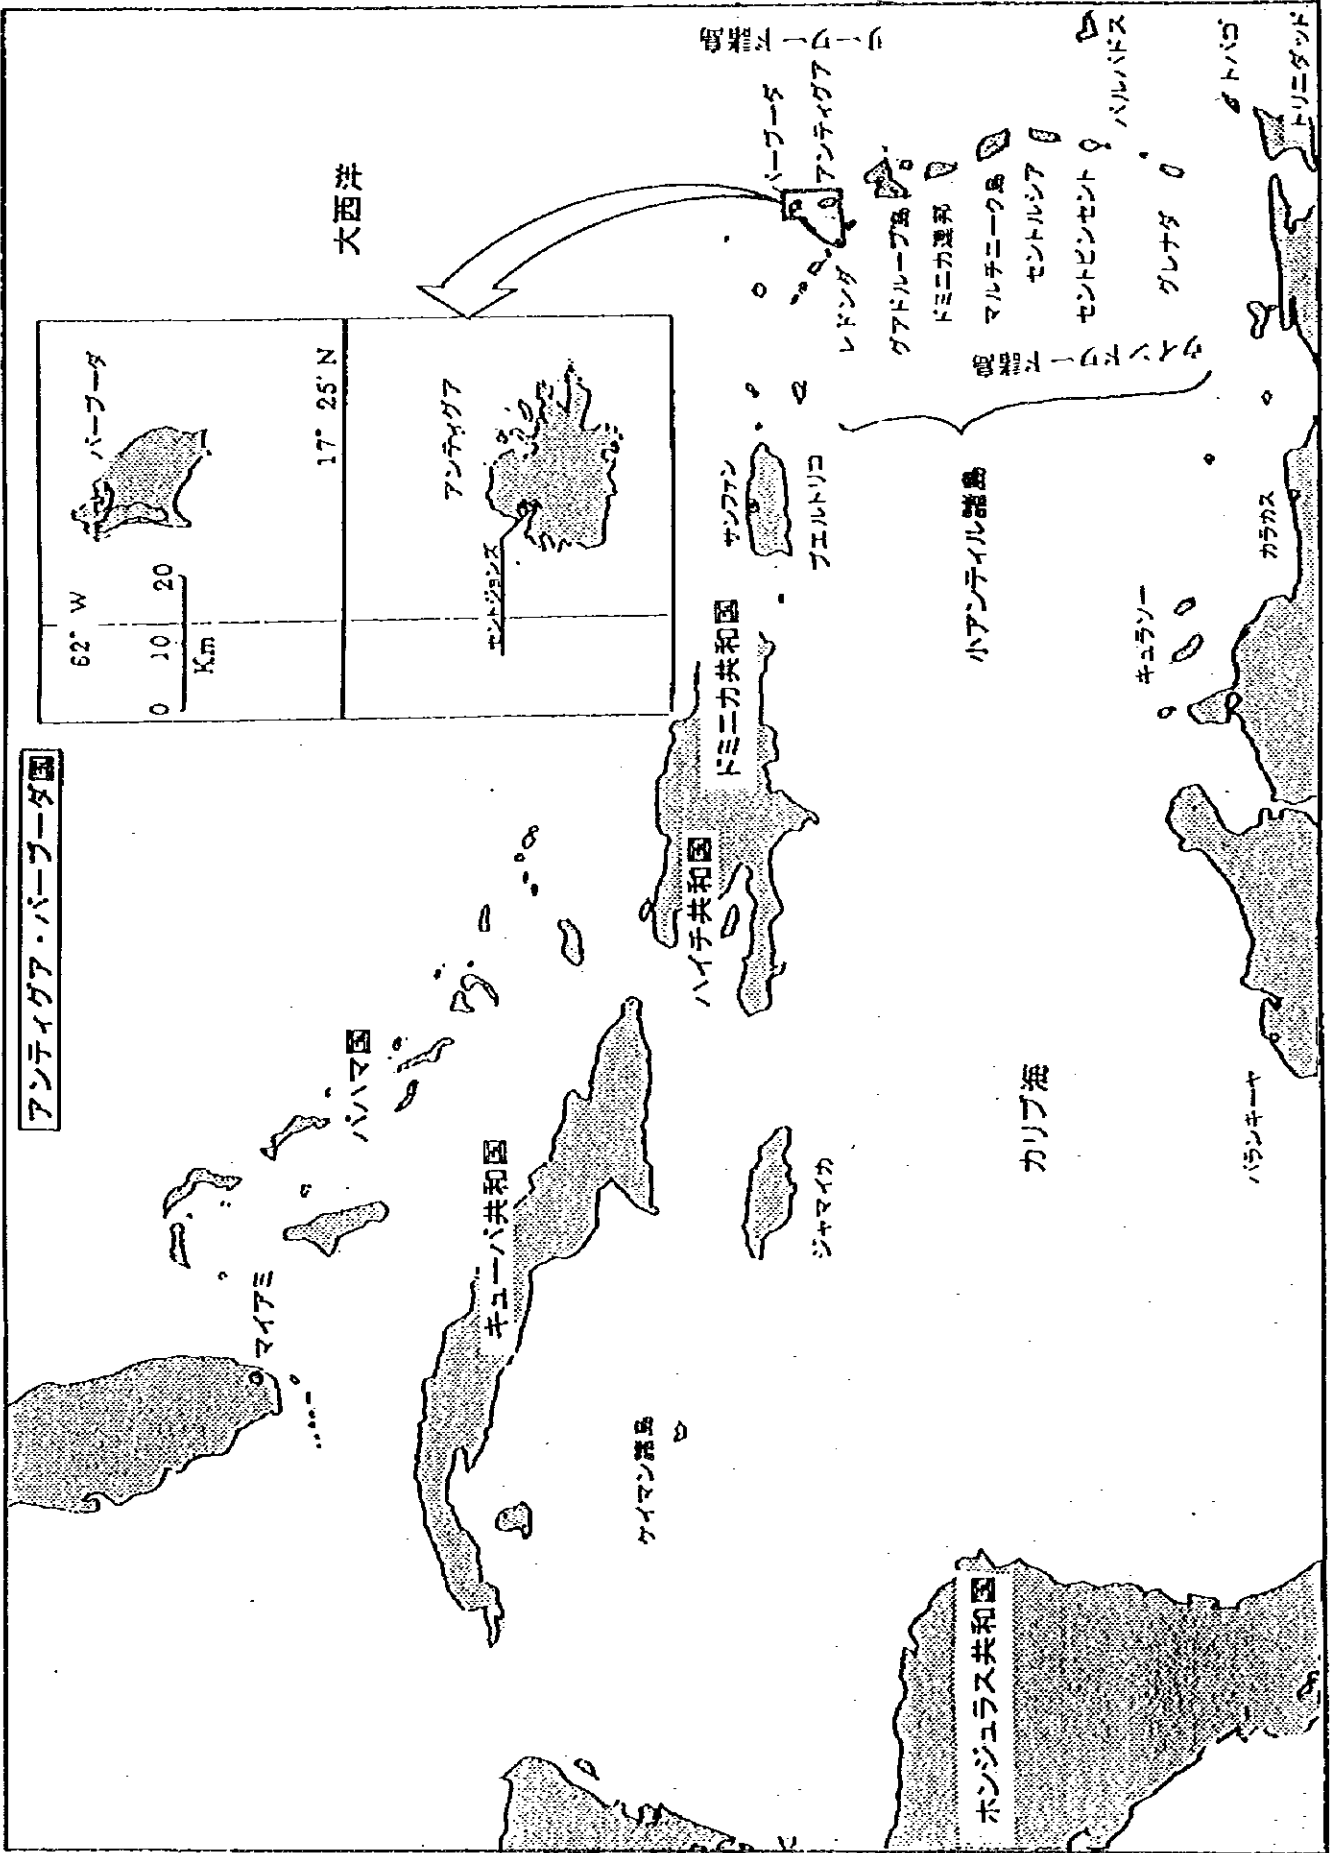 アンティグア・バーブーダ国
62° W
0 10 20
Km
バーブーダ
17° 25' N
アンティグア
セントジョンズ
大西洋
マイアミ
バハマ国
キューバ共和国
ケイマン諸島
ジャマイカ
ハイチ共和国
ドミニカ共和国
サンファン
プエルトリコ
バーブーダ
アンティグア
リーワード諸島
レドンダ
グアドループ島
ドミニカ連邦
マルチニーク島
セントルシア
セントビンセント
バルバドス
グレナダ
トバコ
トリニダット
ウィンドワード諸島
小アンティル諸島
カリブ海
ホンジュラス共和国
バランキーヤ
キュラソー
カラカス